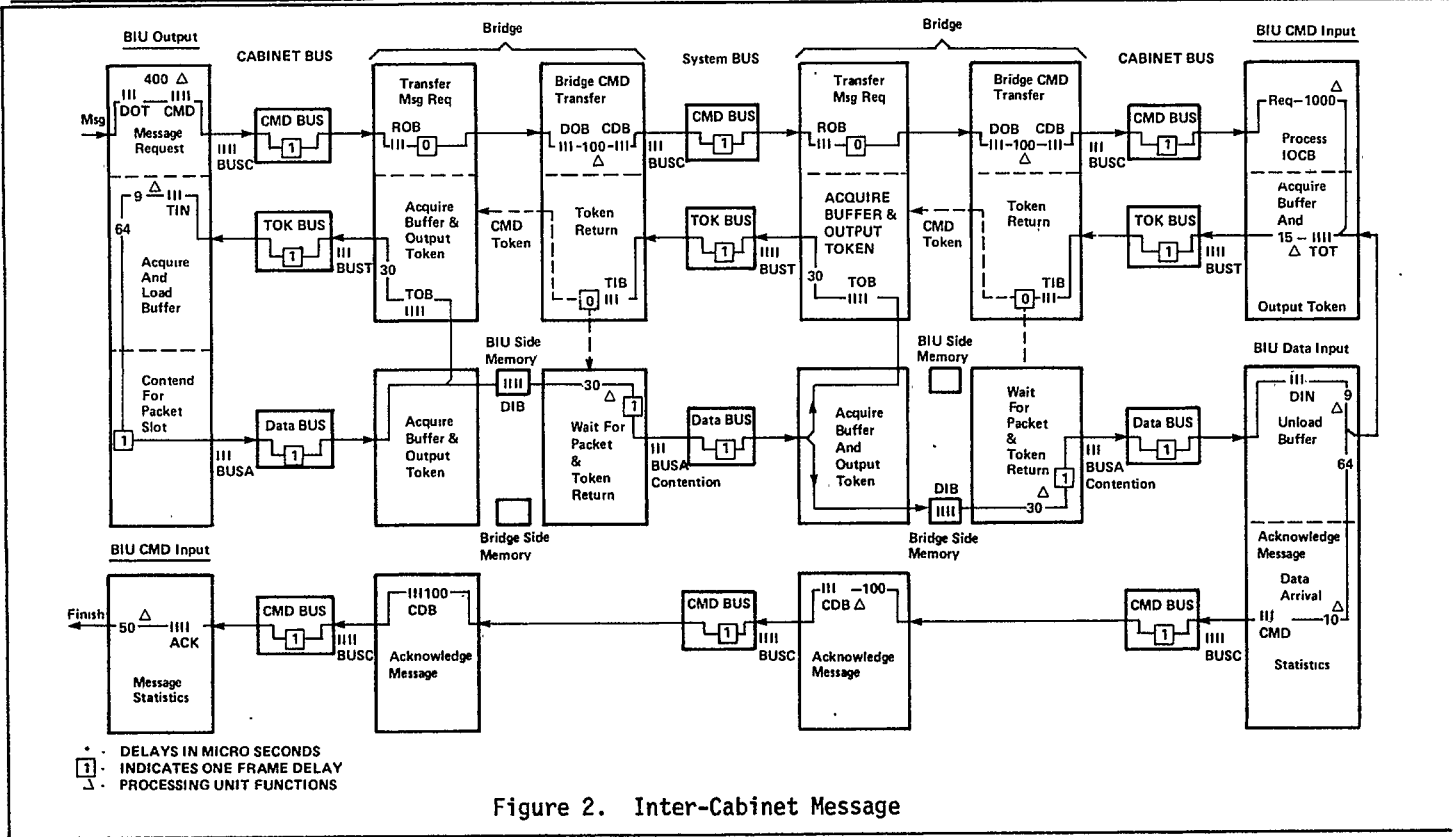 BIU Output
CABINET BUS
Bridge
System BUS
Bridge
CABINET BUS
BIU CMD Input
Msg
400 Δ
DOT CMD
Message
Request
BUSC
CMD BUS
1
Transfer
Msg Req
ROB
0
Bridge CMD
Transfer
DOB CDB
100
Δ
BUSC
CMD BUS
1
Transfer
Msg Req
ROB
0
Bridge CMD
Transfer
DOB CDB
100
Δ
BUSC
CMD BUS
1
Δ
Req-1000
Process
IOCB
9 Δ
TIN
64
Acquire
And
Load
Buffer
TOK BUS
1
BUST
Acquire
Buffer &
Output
Token
30
TOB
CMD
Token
Token
Return
TIB
0
TOK BUS
1
BUST
ACQUIRE
BUFFER &
OUTPUT
TOKEN
30
TOB
CMD
Token
Token
Return
TIB
0
TOK BUS
1
BUST
Acquire
Buffer
And
15
Δ TOT
Output Token
Contend
For
Packet
Slot
1
BUSA
Data BUS
1
Acquire
Buffer &
Output
Token
BIU Side
Memory
DIB
Bridge Side
Memory
30
Δ
1
Wait For
Packet
&
Token
Return
BUSA
Contention
Data BUS
1
Acquire
Buffer
And
Output
Token
BIU Side
Memory
DIB
Bridge Side
Memory
Wait
For
Packet
&
Token
Return
1
Δ
30
BUSA
Contention
Data BUS
1
BIU Data Input
DIN
9
Δ
Unload
Buffer
64
Acknowledge
Message
Data
Arrival
Δ
10
CMD
Statistics
BIU CMD Input
Finish
50 Δ
ACK
Message
Statistics
CMD BUS
1
BUSC
100
CDB
Acknowledge
Message
CMD BUS
1
BUSC
100
CDB Δ
Acknowledge
Message
CMD BUS
1
BUSC
* - DELAYS IN MICRO SECONDS
1 - INDICATES ONE FRAME DELAY
Δ - PROCESSING UNIT FUNCTIONS
Figure 2. Inter-Cabinet Message